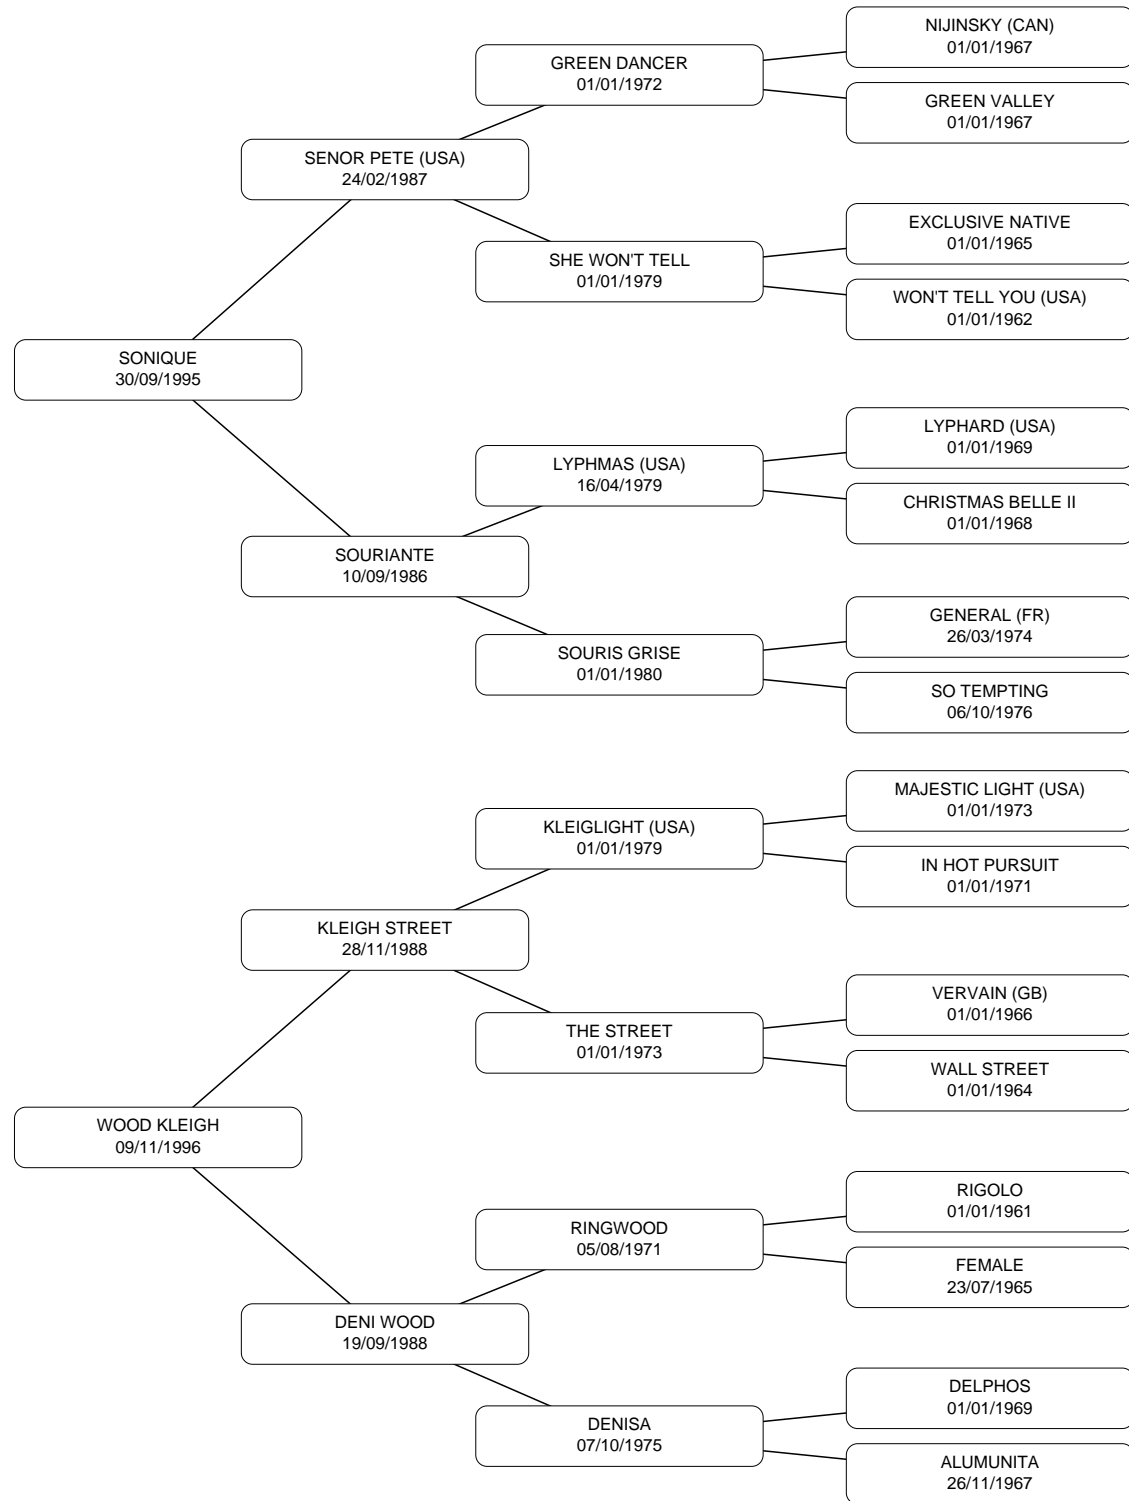 NIJINSKY (CAN)
01/01/1967
GREEN DANCER
01/01/1972
GREEN VALLEY
01/01/1967
SENOR PETE (USA)
24/02/1987
EXCLUSIVE NATIVE
01/01/1965
SHE WON'T TELL
01/01/1979
WON'T TELL YOU (USA)
01/01/1962
SONIQUE
30/09/1995
LYPHARD (USA)
01/01/1969
LYPHMAS (USA)
16/04/1979
CHRISTMAS BELLE II
01/01/1968
SOURIANTE
10/09/1986
GENERAL (FR)
26/03/1974
SOURIS GRISE
01/01/1980
SO TEMPTING
06/10/1976
MAJESTIC LIGHT (USA)
01/01/1973
KLEIGLIGHT (USA)
01/01/1979
IN HOT PURSUIT
01/01/1971
KLEIGH STREET
28/11/1988
VERVAIN (GB)
01/01/1966
THE STREET
01/01/1973
WALL STREET
01/01/1964
WOOD KLEIGH
09/11/1996
RIGOLO
01/01/1961
RINGWOOD
05/08/1971
FEMALE
23/07/1965
DENI WOOD
19/09/1988
DELPHOS
01/01/1969
DENISA
07/10/1975
ALUMUNITA
26/11/1967